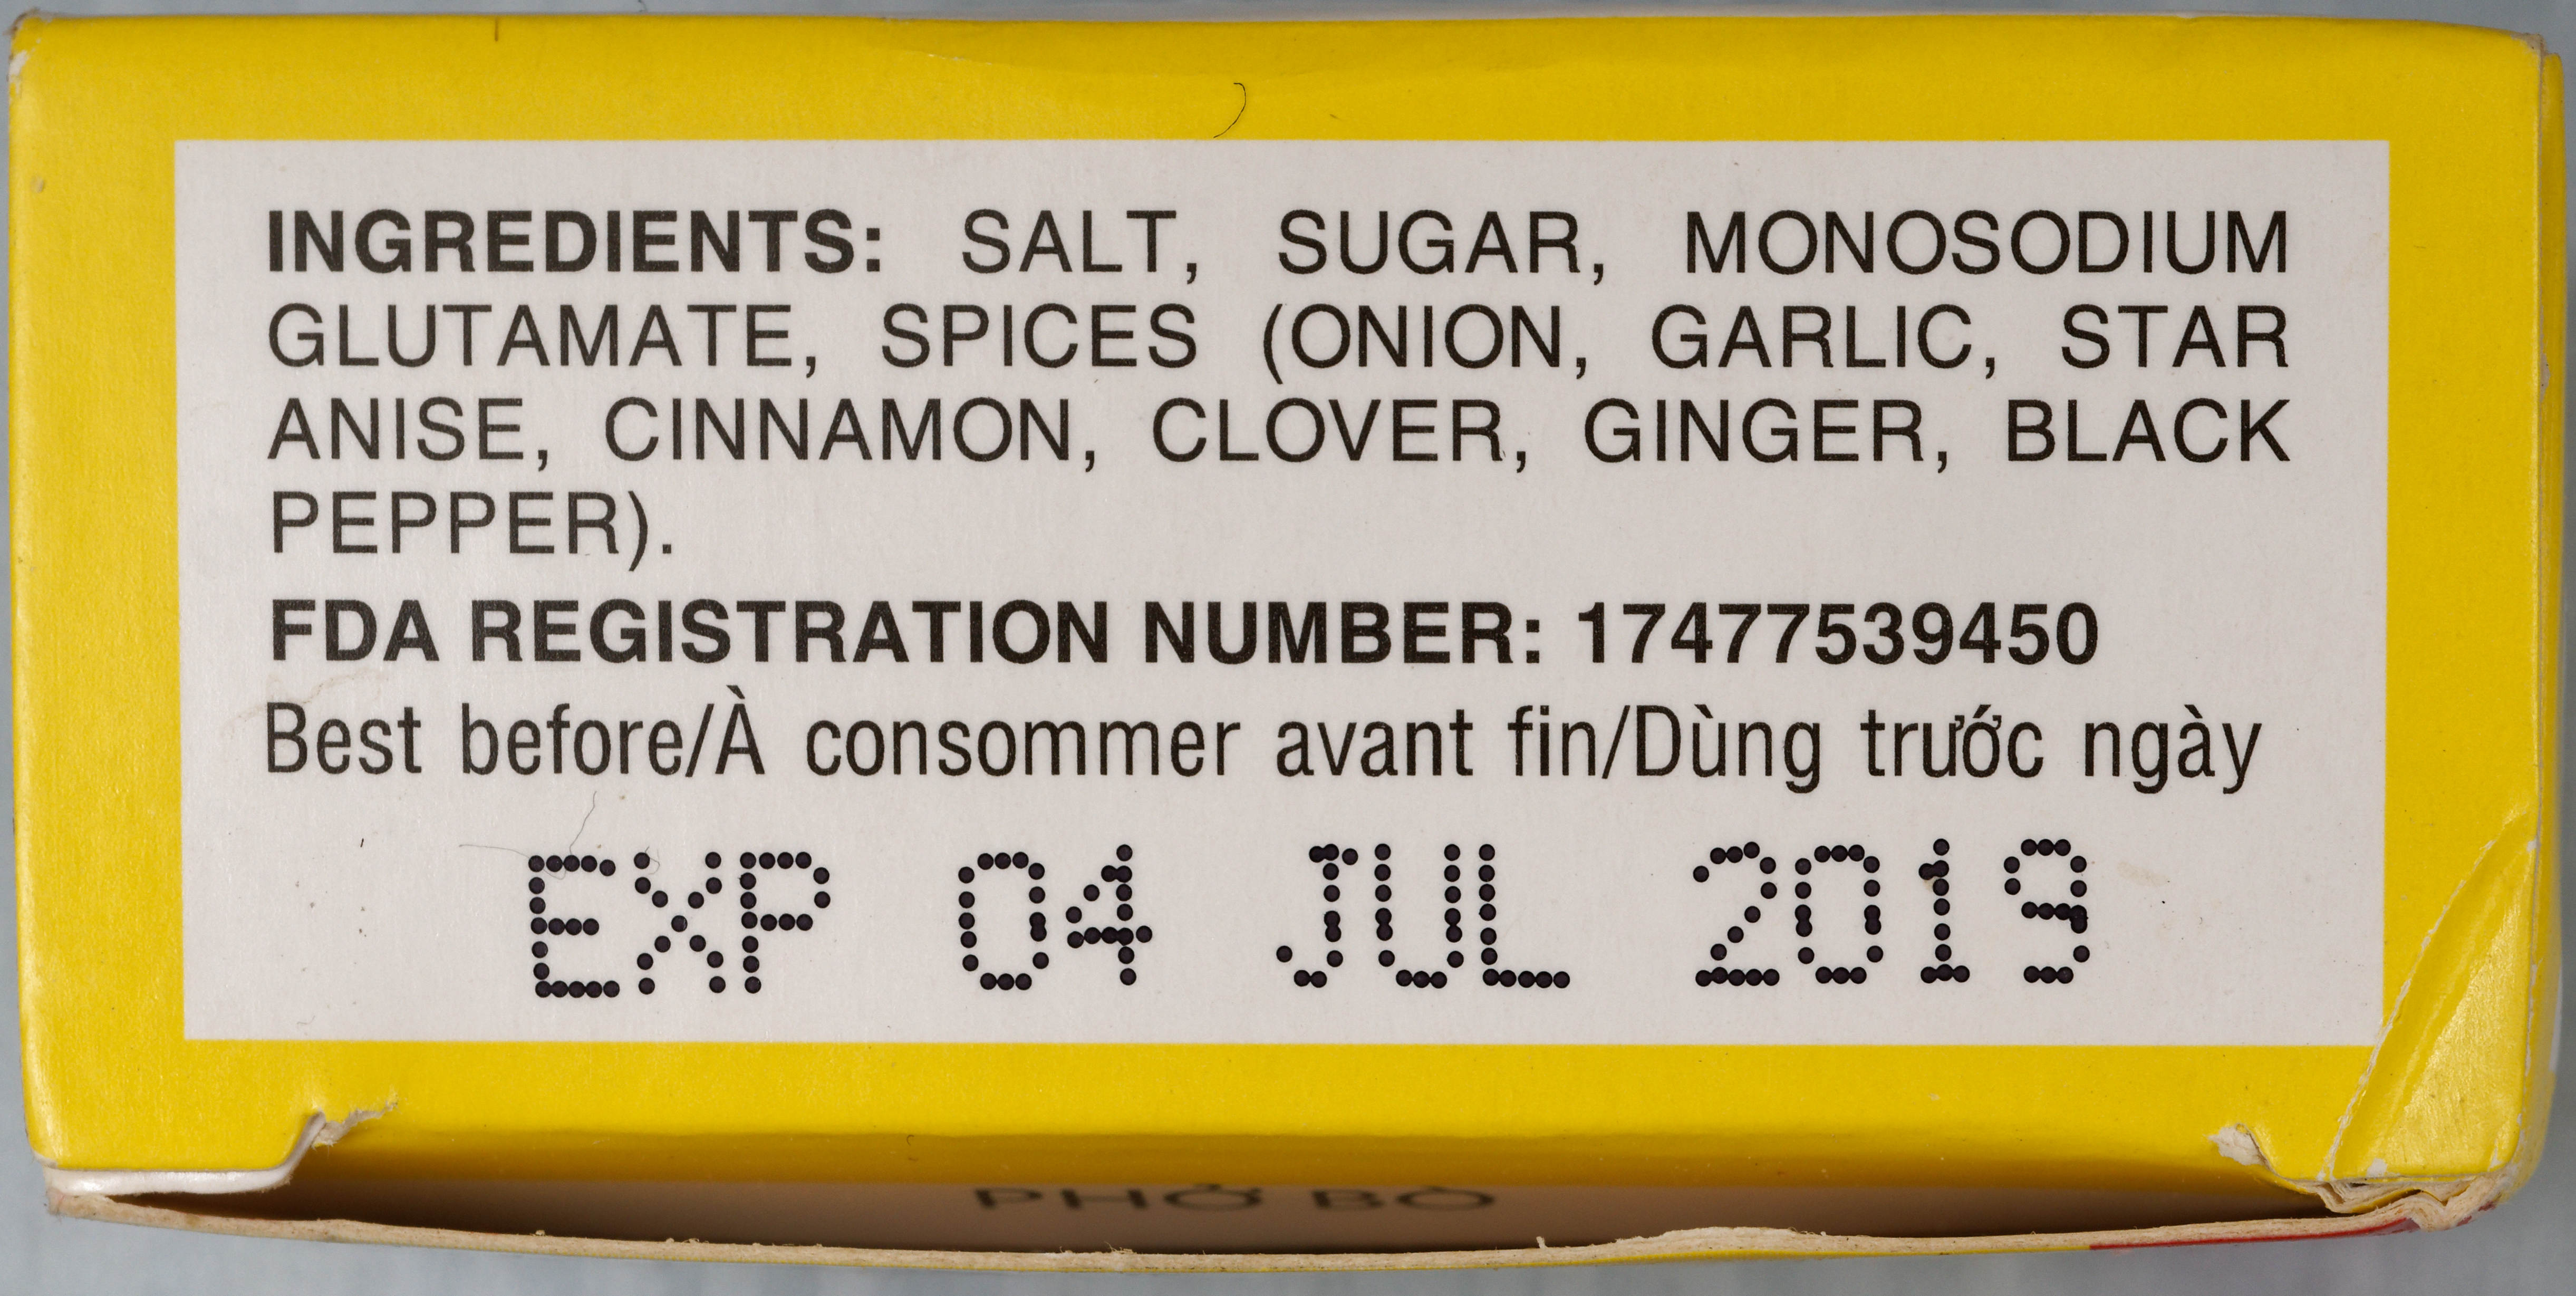 INGREDIENTS: SALT, SUGAR, MONOSODIUM
GLUTAMATE, SPICES (ONION, GARLIC, STAR
ANISE, CINNAMON, CLOVER, GINGER, BLACK
PEPPER).
FDA REGISTRATION NUMBER: 17477539450
Best before/À consommer avant fin/Dùng trước ngày
EXP 04 JUL 2019
PHỞ BÒ